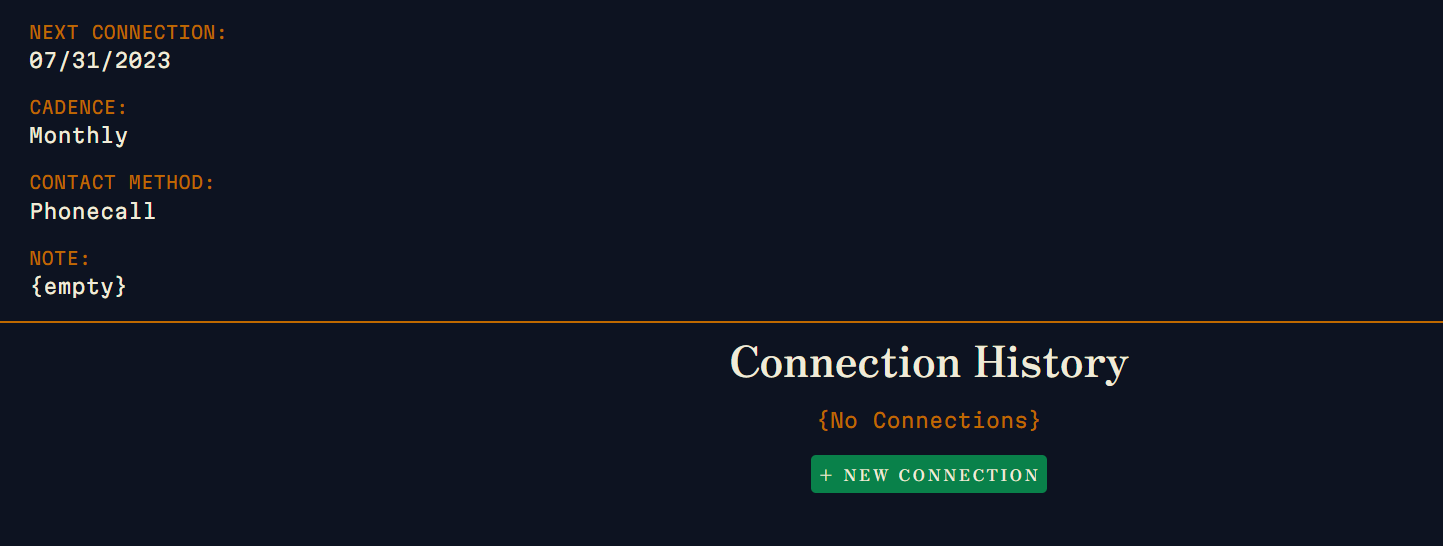 NEXT CONNECTION:
07/31/2023
CADENCE:
Monthly
CONTACT METHOD:
Phonecall
NOTE:
{empty}
Connection History
{No Connections}
+ NEW CONNECTION